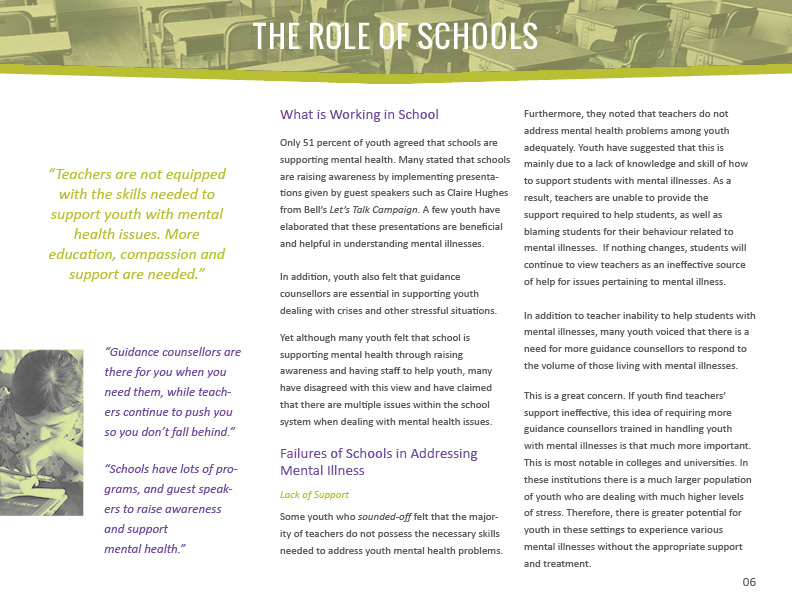 THE ROLE OF SCHOOLS
“Teachers are not equipped
with the skills needed to
support youth with mental
health issues. More
education, compassion and
support are needed.”
“Guidance counsellors are
there for you when you
need them, while teach-
ers continue to push you
so you don’t fall behind.”
“Schools have lots of pro-
grams, and guest speak-
ers to raise awareness
and support
mental health.”
What is Working in School
Only 51 percent of youth agreed that schools are
supporting mental health. Many stated that schools
are raising awareness by implementing presenta-
tions given by guest speakers such as Claire Hughes
from Bell’s Let’s Talk Campaign. A few youth have
elaborated that these presentations are beneficial
and helpful in understanding mental illnesses.
In addition, youth also felt that guidance
counsellors are essential in supporting youth
dealing with crises and other stressful situations.
Yet although many youth felt that school is
supporting mental health through raising
awareness and having staff to help youth, many
have disagreed with this view and have claimed
that there are multiple issues within the school
system when dealing with mental health issues.
Failures of Schools in Addressing
Mental Illness
Lack of Support
Some youth who sounded-off felt that the major-
ity of teachers do not possess the necessary skills
needed to address youth mental health problems.
Furthermore, they noted that teachers do not
address mental health problems among youth
adequately. Youth have suggested that this is
mainly due to a lack of knowledge and skill of how
to support students with mental illnesses. As a
result, teachers are unable to provide the
support required to help students, as well as
blaming students for their behaviour related to
mental illnesses.  If nothing changes, students will
continue to view teachers as an ineffective source
of help for issues pertaining to mental illness.
In addition to teacher inability to help students with
mental illnesses, many youth voiced that there is a
need for more guidance counsellors to respond to
the volume of those living with mental illnesses.
This is a great concern. If youth find teachers’
support ineffective, this idea of requiring more
guidance counsellors trained in handling youth
with mental illnesses is that much more important.
This is most notable in colleges and universities. In
these institutions there is a much larger population
of youth who are dealing with much higher levels
of stress. Therefore, there is greater potential for
youth in these settings to experience various
mental illnesses without the appropriate support
and treatment.
06